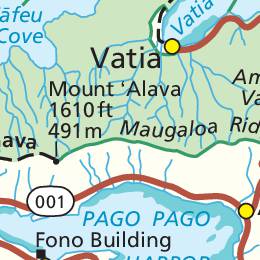 āfeu
Cove
Vatia
Vatia
Mount ʻAlava
1610 ft
491 m
Am
Va
Maugaloa Rid
ava
001
A
PAGO PAGO
HARBOR
Fono Building